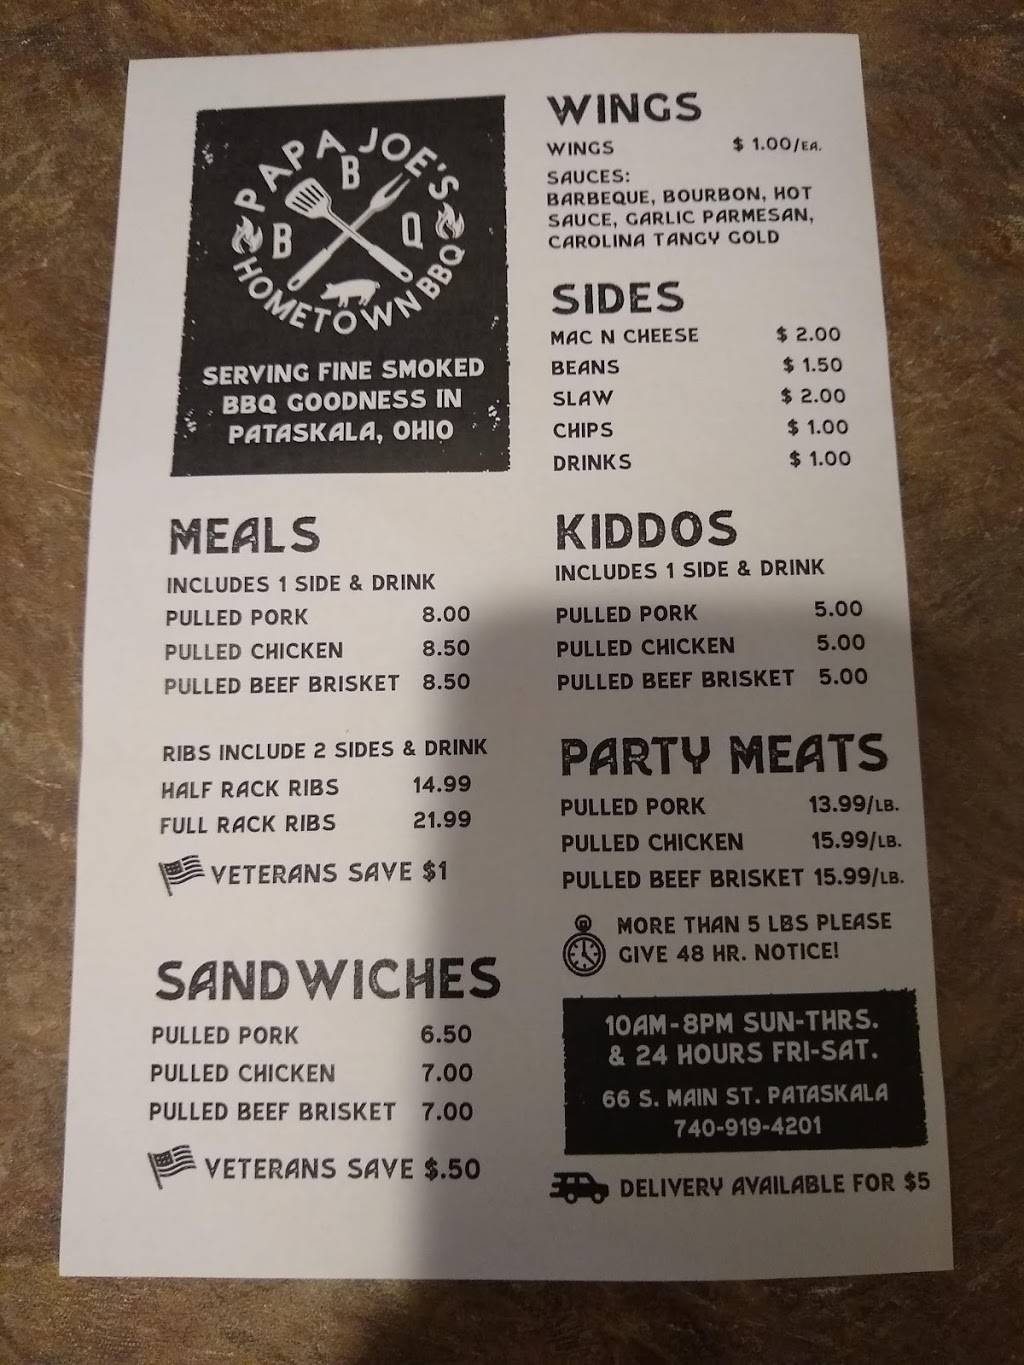 PAPA JOE'S
B
B Q
HOMETOWN BBQ
SERVING FINE SMOKED
BBQ GOODNESS IN
PATASKALA, OHIO
WINGS
WINGS $ 1.00/EA.
SAUCES:
BARBEQUE, BOURBON, HOT
SAUCE, GARLIC PARMESAN,
CAROLINA TANGY GOLD
SIDES
MAC N CHEESE $ 2.00
BEANS $ 1.50
SLAW $ 2.00
CHIPS $ 1.00
DRINKS $ 1.00
MEALS
INCLUDES 1 SIDE & DRINK
PULLED PORK 8.00
PULLED CHICKEN 8.50
PULLED BEEF BRISKET 8.50
RIBS INCLUDE 2 SIDES & DRINK
HALF RACK RIBS 14.99
FULL RACK RIBS 21.99
VETERANS SAVE $1
SANDWICHES
PULLED PORK 6.50
PULLED CHICKEN 7.00
PULLED BEEF BRISKET 7.00
VETERANS SAVE $.50
KIDDOS
INCLUDES 1 SIDE & DRINK
PULLED PORK 5.00
PULLED CHICKEN 5.00
PULLED BEEF BRISKET 5.00
PARTY MEATS
PULLED PORK 13.99/LB.
PULLED CHICKEN 15.99/LB.
PULLED BEEF BRISKET 15.99/LB.
MORE THAN 5 LBS PLEASE
GIVE 48 HR. NOTICE!
10AM-8PM SUN-THRS.
& 24 HOURS FRI-SAT.
66 S. MAIN ST. PATASKALA
740-919-4201
DELIVERY AVAILABLE FOR $5